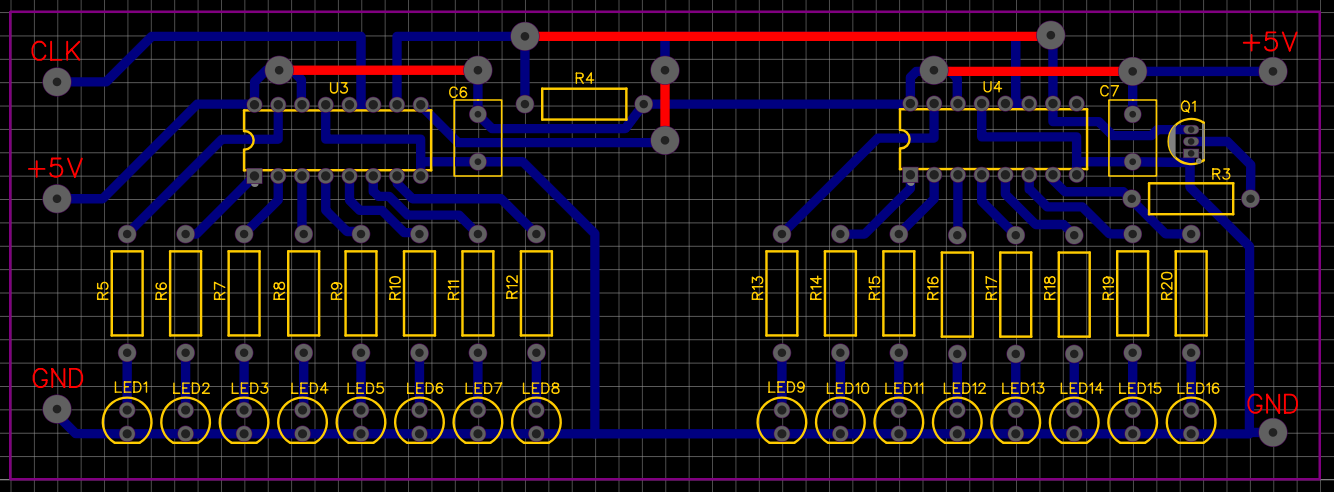 CLK
+5V
R4
U3
C6
U4
C7
Q1
+5V
R3
R5
R6
R7
R8
R9
R10
R11
R12
R13
R14
R15
R16
R17
R18
R19
R20
GND
LED1
LED2
LED3
LED4
LED5
LED6
LED7
LED8
LED9
LED10
LED11
LED12
LED13
LED14
LED15
LED16
GND